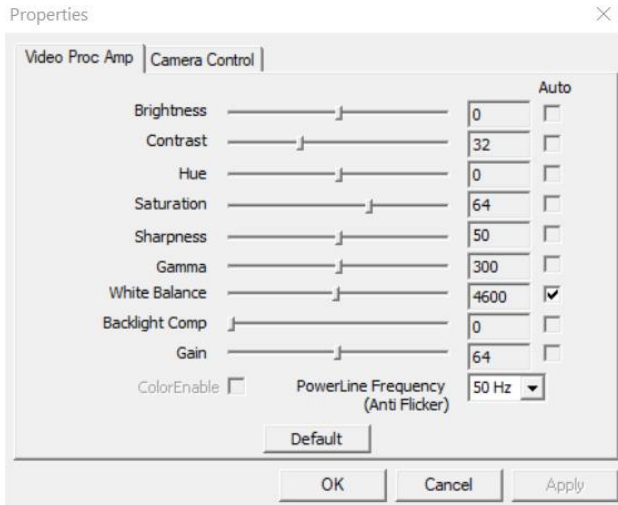 Properties
Video Proc Amp Camera Control
Auto
Brightness 0
Contrast 32
Hue 0
Saturation 64
Sharpness 50
Gamma 300
White Balance 4600
Backlight Comp 0
Gain 64
ColorEnable PowerLine Frequency 50 Hz
(Anti Flicker)
Default
OK Cancel Apply